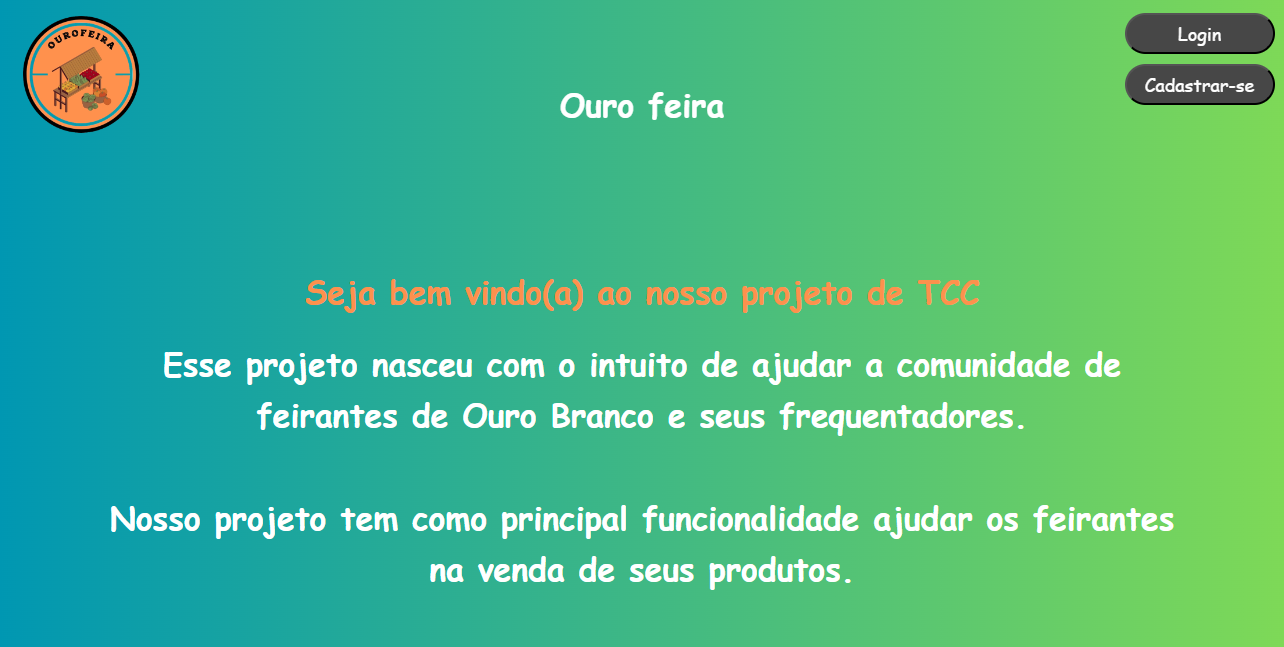 OUROFEIRA
Login
Cadastrar-se
Ouro feira
Seja bem vindo(a) ao nosso projeto de TCC
Esse projeto nasceu com o intuito de ajudar a comunidade de
feirantes de Ouro Branco e seus frequentadores.
Nosso projeto tem como principal funcionalidade ajudar os feirantes
na venda de seus produtos.